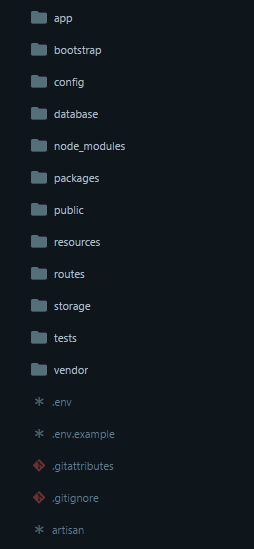 app
bootstrap
config
database
node_modules
packages
public
resources
routes
storage
tests
vendor
.env
.env.example
.gitattributes
.gitignore
artisan